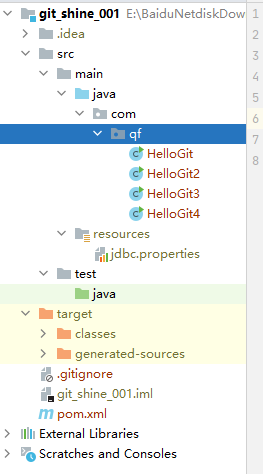 git_shine_001 E:\BaiduNetdiskDow
.idea
src
main
java
com
qf
HelloGit
HelloGit2
HelloGit3
HelloGit4
resources
jdbc.properties
test
java
target
classes
generated-sources
.gitignore
git_shine_001.iml
pom.xml
External Libraries
Scratches and Consoles
1
2
3
4
5
6
7
8